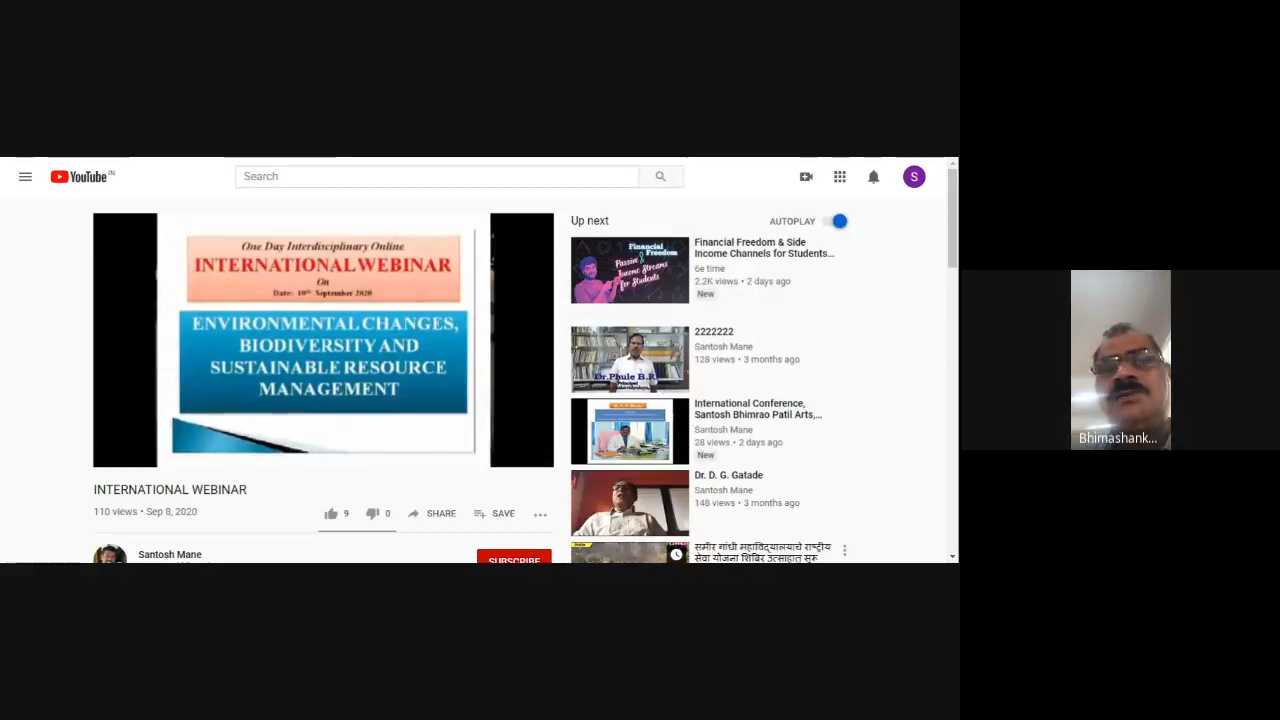 YouTube IN
Search
S
One Day Interdisciplinary Online
INTERNATIONAL WEBINAR
On
Date: 10th September 2020
ENVIRONMENTAL CHANGES,
BIODIVERSITY AND
SUSTAINABLE RESOURCE
MANAGEMENT
INTERNATIONAL WEBINAR
110 views • Sep 8, 2020
9
0
SHARE
SAVE
Santosh Mane
SUBSCRIBE
Up next
AUTOPLAY
Financial Freedom
Passive
Income Streams
for Students
Financial Freedom & Side
Income Channels for Students...
6e time
2.2K views • 2 days ago
New
Dr.Phule B.R
2222222
Santosh Mane
128 views • 3 months ago
International Conference,
Santosh Bhimrao Patil Arts,...
Santosh Mane
28 views • 2 days ago
New
Dr. D. G. Gatade
Santosh Mane
148 views • 3 months ago
समीर गांधी महाविद्यालयाचे राष्ट्रीय
सेवा योजना शिबिर उत्साहात सुरू
Bhimashank...